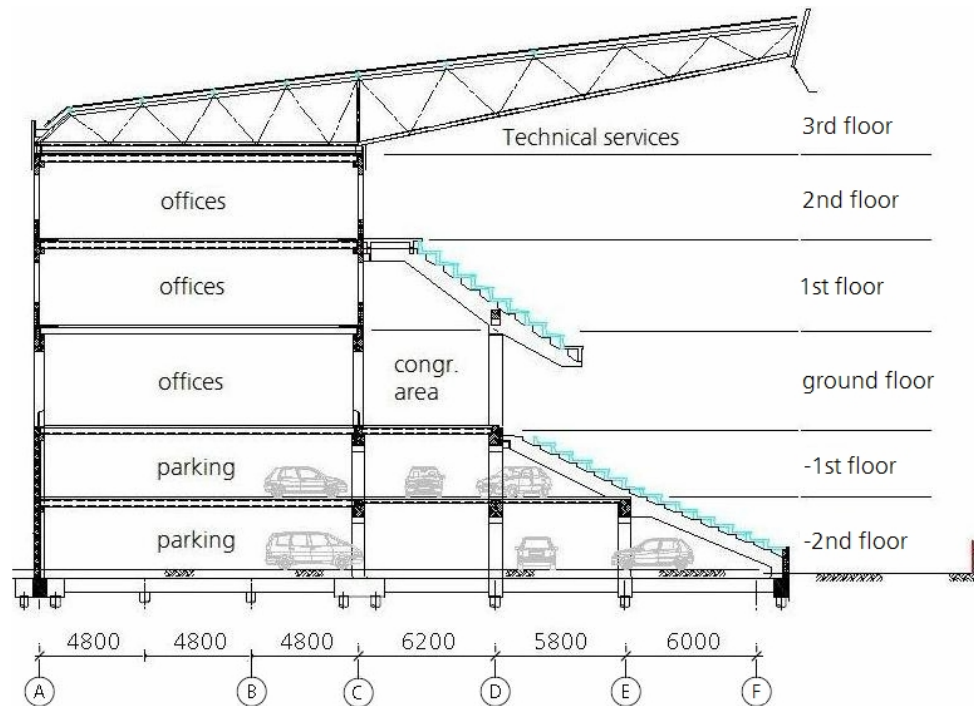 3rd floor
Technical services
offices
2nd floor
offices
1st floor
congr.
area
offices
ground floor
parking
-1st floor
parking
-2nd floor
4800 4800 4800 6200 5800 6000
A B C D E F